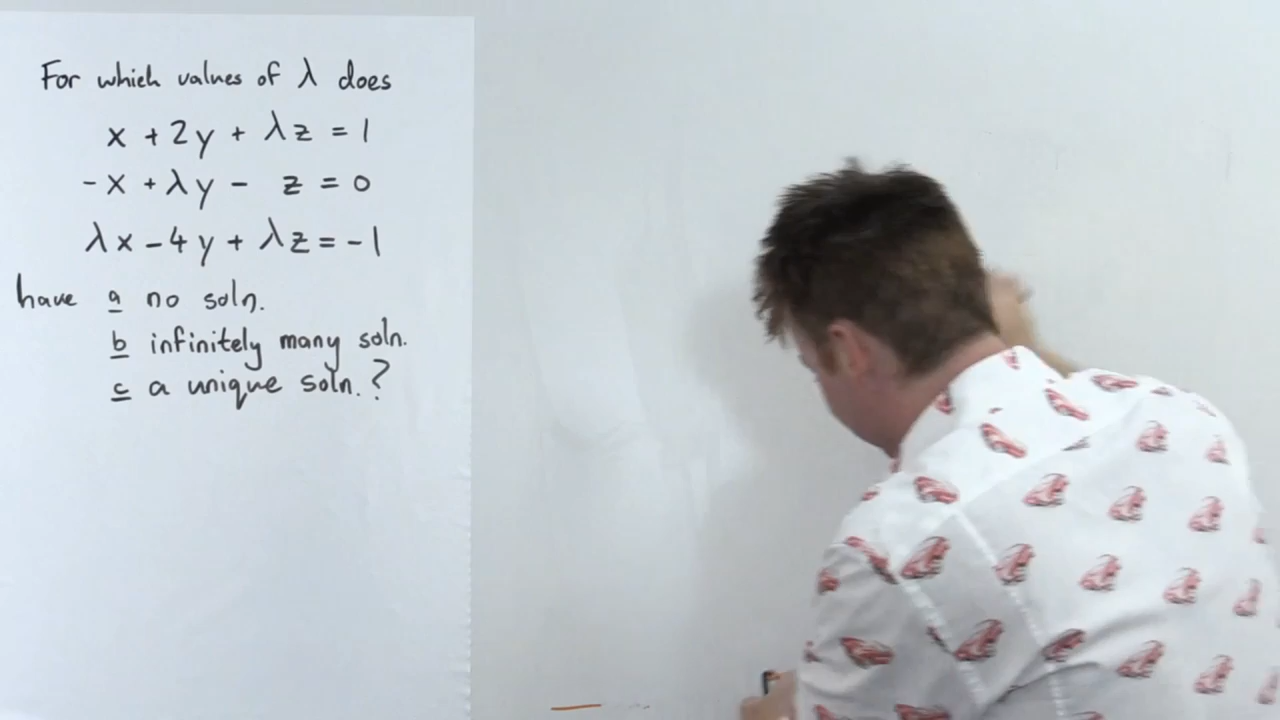 For which values of λ does
x + 2y + λz = 1
-x + λy - z = 0
λx - 4y + λz = -1
have a no soln.
b infinitely many soln.
c a unique soln. ?